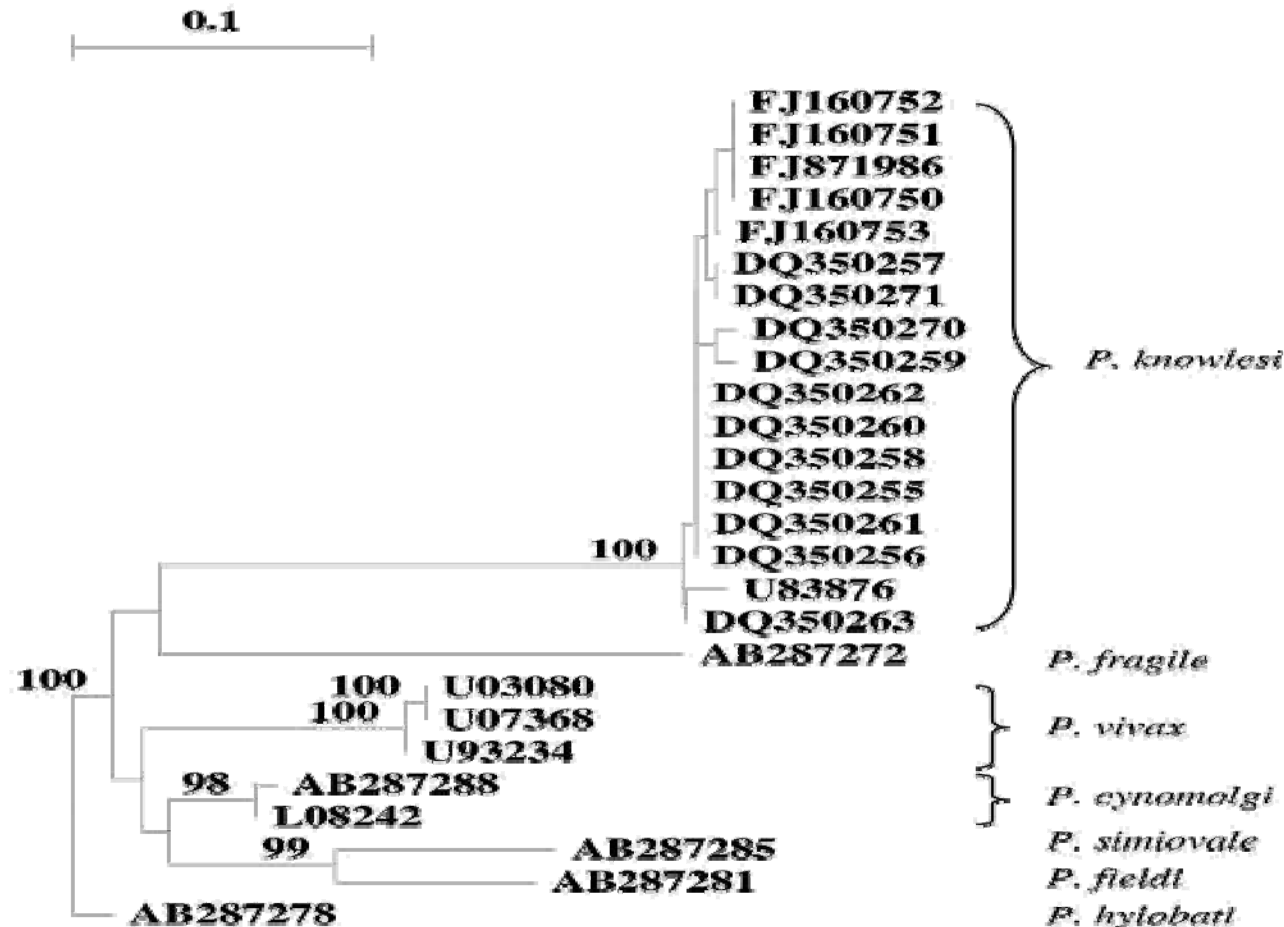 0.1
FJ160752
FJ160751
FJ871986
FJ160750
FJ160753
DQ350257
DQ350271
DQ350270
DQ350259
P. knowlesi
DQ350262
DQ350260
DQ350258
DQ350255
DQ350261
100
DQ350256
U83876
DQ350263
AB287272
P. fragile
100
100
U03080
100
U07368
P. vivax
U93234
98
AB287288
P. cynomolgi
L08242
99
AB287285
P. simiovale
AB287281
P. fieldi
AB287278
P. hylobati